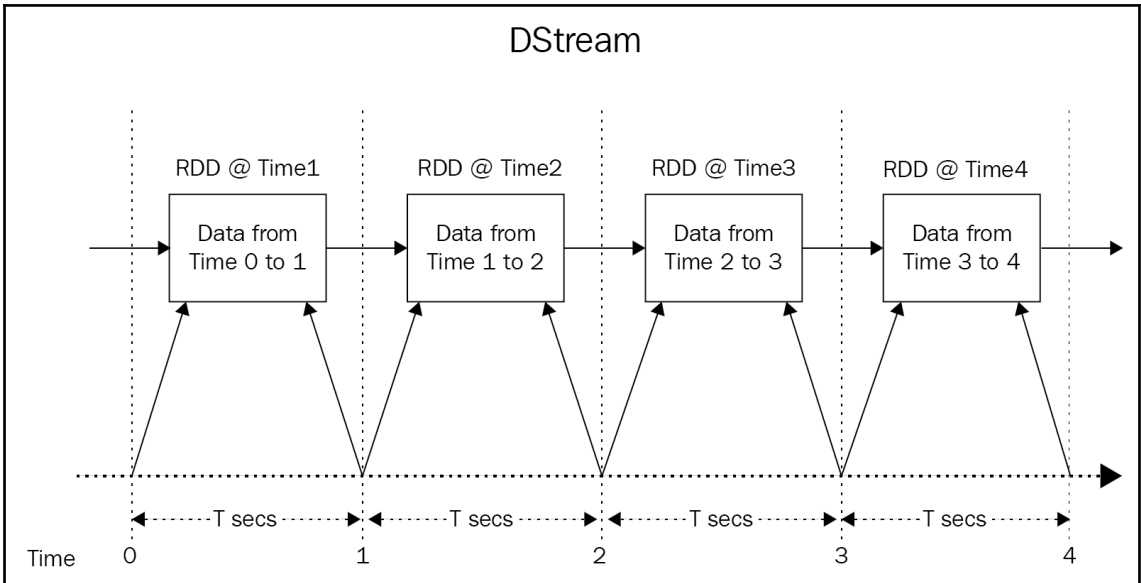 DStream
RDD @ Time1
RDD @ Time2
RDD @ Time3
RDD @ Time4
Data from
Time 0 to 1
Data from
Time 1 to 2
Data from
Time 2 to 3
Data from
Time 3 to 4
T secs
T secs
T secs
T secs
Time
0
1
2
3
4